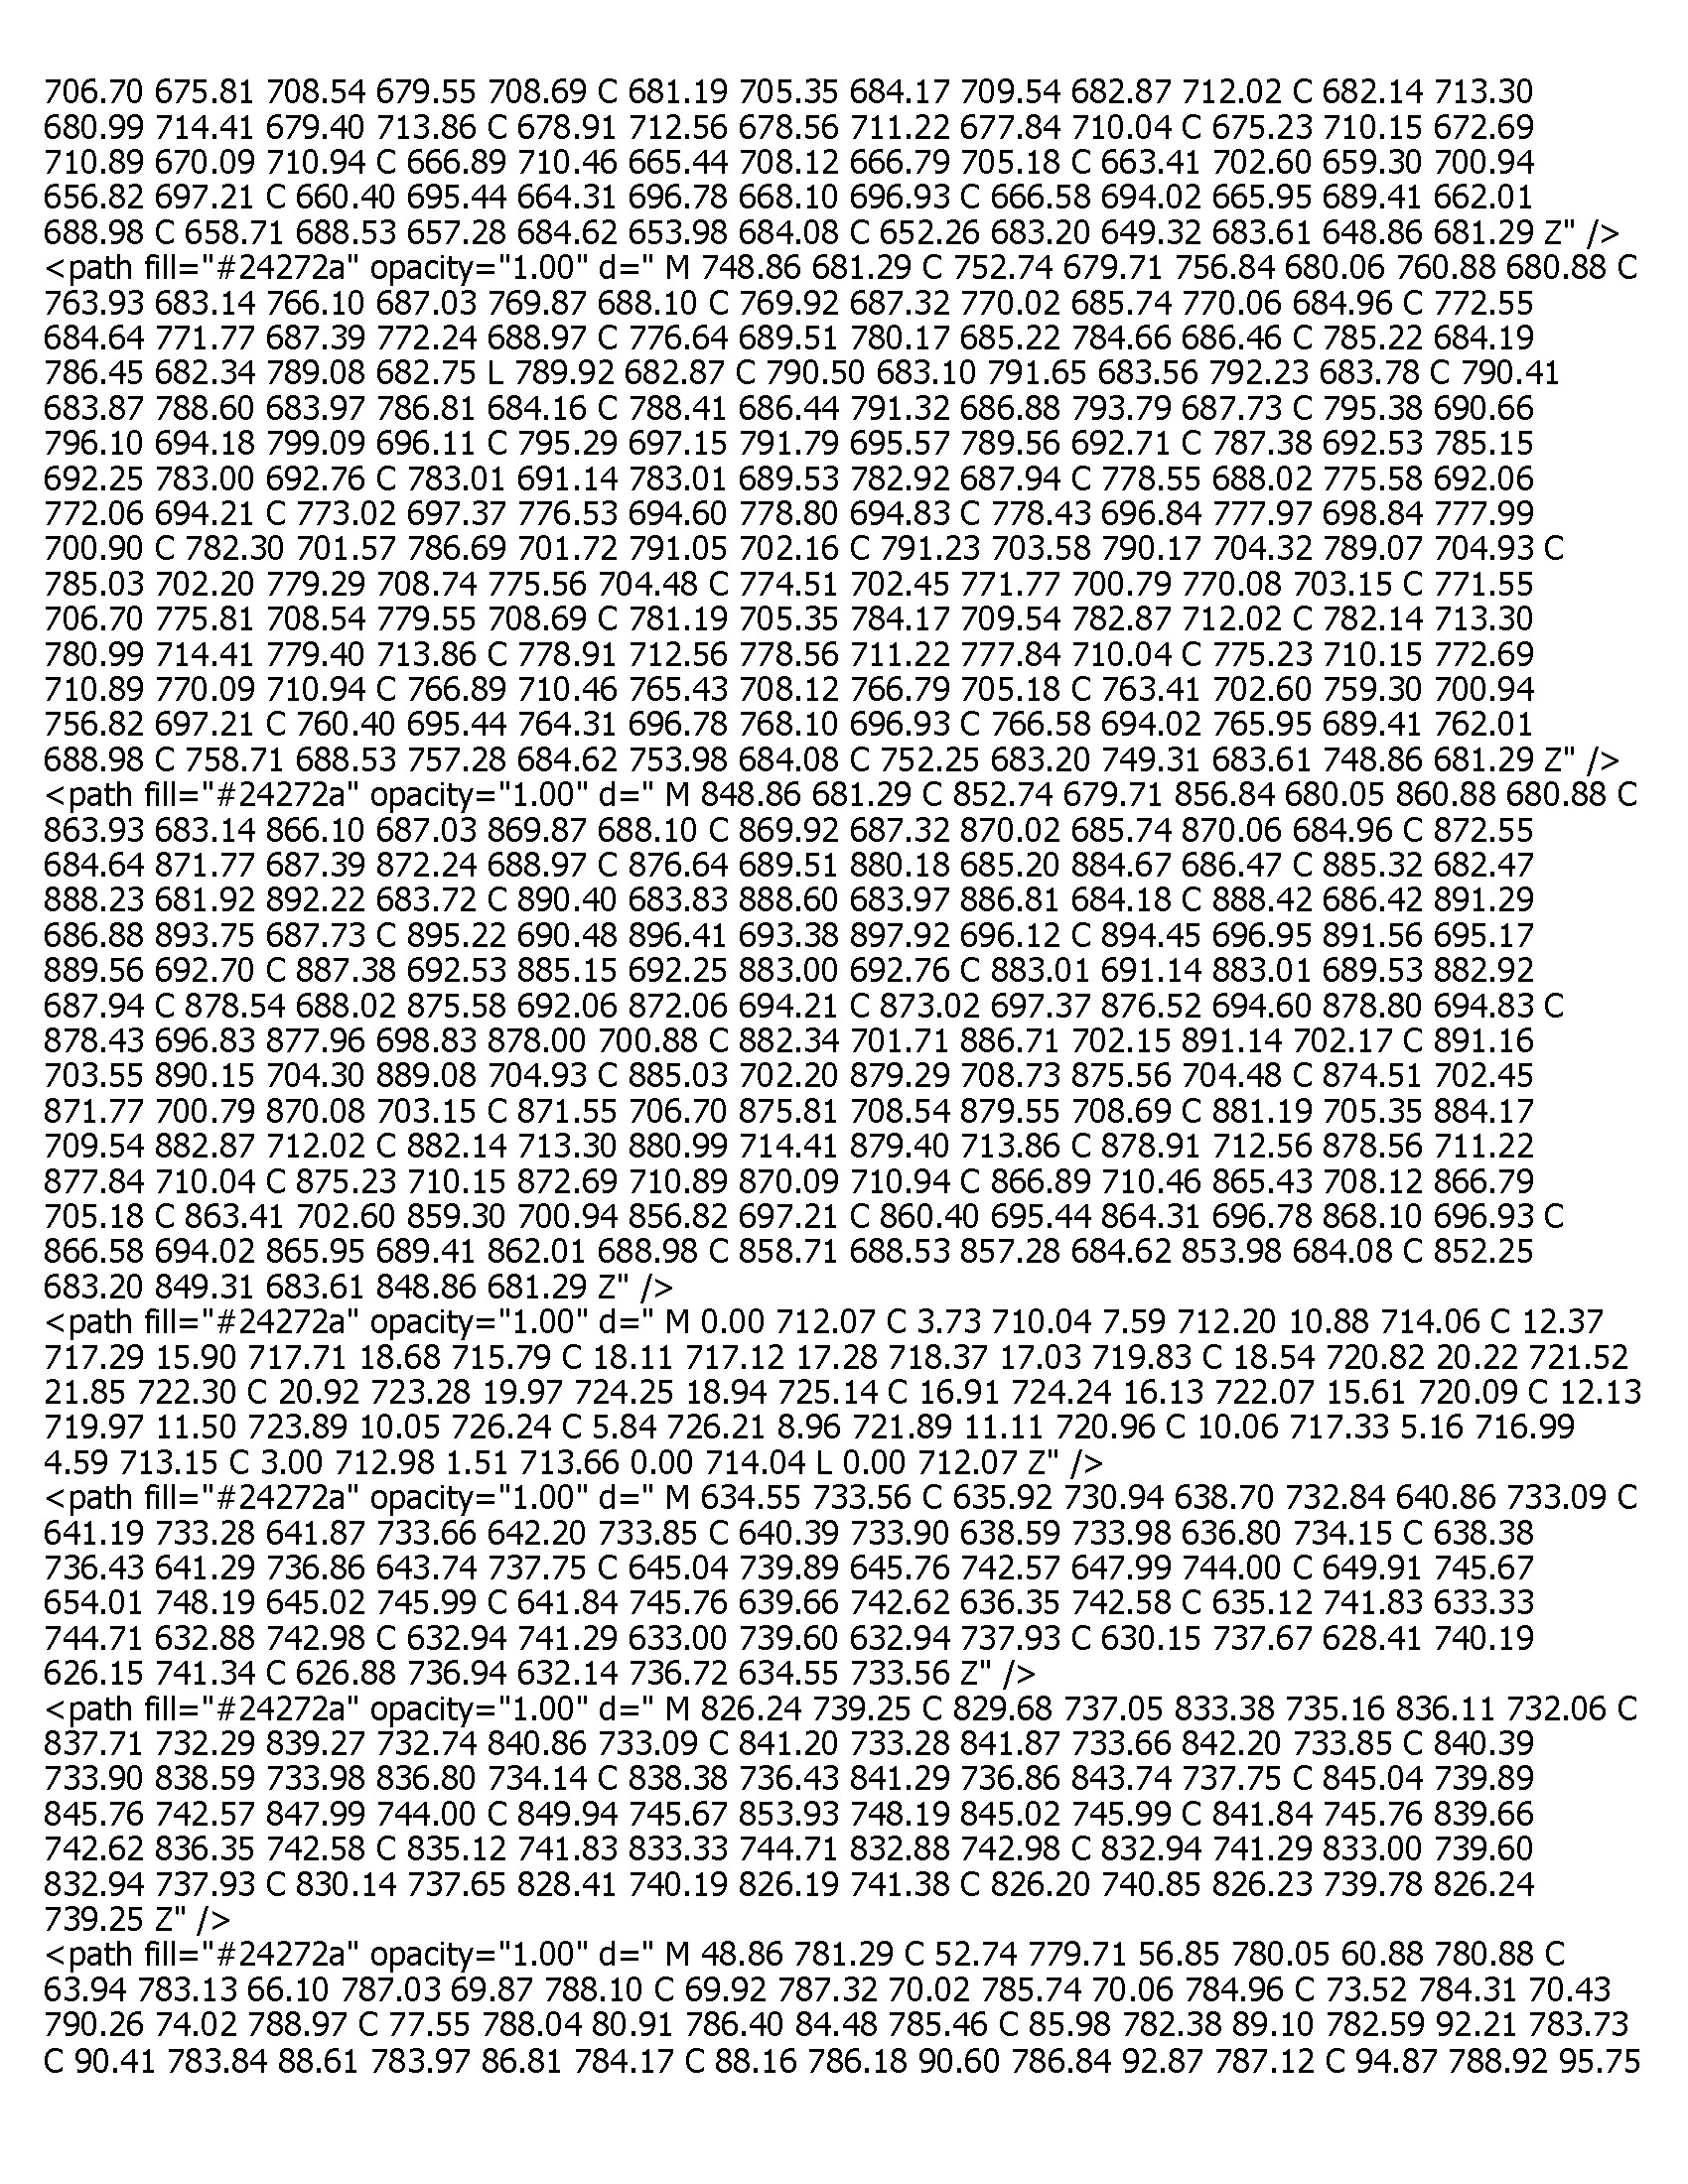 706.70 675.81 708.54 679.55 708.69 C 681.19 705.35 684.17 709.54 682.87 712.02 C 682.14 713.30
680.99 714.41 679.40 713.86 C 678.91 712.56 678.56 711.22 677.84 710.04 C 675.23 710.15 672.69
710.89 670.09 710.94 C 666.89 710.46 665.44 708.12 666.79 705.18 C 663.41 702.60 659.30 700.94
656.82 697.21 C 660.40 695.44 664.31 696.78 668.10 696.93 C 666.58 694.02 665.95 689.41 662.01
688.98 C 658.71 688.53 657.28 684.62 653.98 684.08 C 652.26 683.20 649.32 683.61 648.86 681.29 Z" />
<path fill="#24272a" opacity="1.00" d=" M 748.86 681.29 C 752.74 679.71 756.84 680.06 760.88 680.88 C
763.93 683.14 766.10 687.03 769.87 688.10 C 769.92 687.32 770.02 685.74 770.06 684.96 C 772.55
684.64 771.77 687.39 772.24 688.97 C 776.64 689.51 780.17 685.22 784.66 686.46 C 785.22 684.19
786.45 682.34 789.08 682.75 L 789.92 682.87 C 790.50 683.10 791.65 683.56 792.23 683.78 C 790.41
683.87 788.60 683.97 786.81 684.16 C 788.41 686.44 791.32 686.88 793.79 687.73 C 795.38 690.66
796.10 694.18 799.09 696.11 C 795.29 697.15 791.79 695.57 789.56 692.71 C 787.38 692.53 785.15
692.25 783.00 692.76 C 783.01 691.14 783.01 689.53 782.92 687.94 C 778.55 688.02 775.58 692.06
772.06 694.21 C 773.02 697.37 776.53 694.60 778.80 694.83 C 778.43 696.84 777.97 698.84 777.99
700.90 C 782.30 701.57 786.69 701.72 791.05 702.16 C 791.23 703.58 790.17 704.32 789.07 704.93 C
785.03 702.20 779.29 708.74 775.56 704.48 C 774.51 702.45 771.77 700.79 770.08 703.15 C 771.55
706.70 775.81 708.54 779.55 708.69 C 781.19 705.35 784.17 709.54 782.87 712.02 C 782.14 713.30
780.99 714.41 779.40 713.86 C 778.91 712.56 778.56 711.22 777.84 710.04 C 775.23 710.15 772.69
710.89 770.09 710.94 C 766.89 710.46 765.43 708.12 766.79 705.18 C 763.41 702.60 759.30 700.94
756.82 697.21 C 760.40 695.44 764.31 696.78 768.10 696.93 C 766.58 694.02 765.95 689.41 762.01
688.98 C 758.71 688.53 757.28 684.62 753.98 684.08 C 752.25 683.20 749.31 683.61 748.86 681.29 Z" />
<path fill="#24272a" opacity="1.00" d=" M 848.86 681.29 C 852.74 679.71 856.84 680.05 860.88 680.88 C
863.93 683.14 866.10 687.03 869.87 688.10 C 869.92 687.32 870.02 685.74 870.06 684.96 C 872.55
684.64 871.77 687.39 872.24 688.97 C 876.64 689.51 880.18 685.20 884.67 686.47 C 885.32 682.47
888.23 681.92 892.22 683.72 C 890.40 683.83 888.60 683.97 886.81 684.18 C 888.42 686.42 891.29
686.88 893.75 687.73 C 895.22 690.48 896.41 693.38 897.92 696.12 C 894.45 696.95 891.56 695.17
889.56 692.70 C 887.38 692.53 885.15 692.25 883.00 692.76 C 883.01 691.14 883.01 689.53 882.92
687.94 C 878.54 688.02 875.58 692.06 872.06 694.21 C 873.02 697.37 876.52 694.60 878.80 694.83 C
878.43 696.83 877.96 698.83 878.00 700.88 C 882.34 701.71 886.71 702.15 891.14 702.17 C 891.16
703.55 890.15 704.30 889.08 704.93 C 885.03 702.20 879.29 708.73 875.56 704.48 C 874.51 702.45
871.77 700.79 870.08 703.15 C 871.55 706.70 875.81 708.54 879.55 708.69 C 881.19 705.35 884.17
709.54 882.87 712.02 C 882.14 713.30 880.99 714.41 879.40 713.86 C 878.91 712.56 878.56 711.22
877.84 710.04 C 875.23 710.15 872.69 710.89 870.09 710.94 C 866.89 710.46 865.43 708.12 866.79
705.18 C 863.41 702.60 859.30 700.94 856.82 697.21 C 860.40 695.44 864.31 696.78 868.10 696.93 C
866.58 694.02 865.95 689.41 862.01 688.98 C 858.71 688.53 857.28 684.62 853.98 684.08 C 852.25
683.20 849.31 683.61 848.86 681.29 Z" />
<path fill="#24272a" opacity="1.00" d=" M 0.00 712.07 C 3.73 710.04 7.59 712.20 10.88 714.06 C 12.37
717.29 15.90 717.71 18.68 715.79 C 18.11 717.12 17.28 718.37 17.03 719.83 C 18.54 720.82 20.22 721.52
21.85 722.30 C 20.92 723.28 19.97 724.25 18.94 725.14 C 16.91 724.24 16.13 722.07 15.61 720.09 C 12.13
719.97 11.50 723.89 10.05 726.24 C 5.84 726.21 8.96 721.89 11.11 720.96 C 10.06 717.33 5.16 716.99
4.59 713.15 C 3.00 712.98 1.51 713.66 0.00 714.04 L 0.00 712.07 Z" />
<path fill="#24272a" opacity="1.00" d=" M 634.55 733.56 C 635.92 730.94 638.70 732.84 640.86 733.09 C
641.19 733.28 641.87 733.66 642.20 733.85 C 640.39 733.90 638.59 733.98 636.80 734.15 C 638.38
736.43 641.29 736.86 643.74 737.75 C 645.04 739.89 645.76 742.57 647.99 744.00 C 649.91 745.67
654.01 748.19 645.02 745.99 C 641.84 745.76 639.66 742.62 636.35 742.58 C 635.12 741.83 633.33
744.71 632.88 742.98 C 632.94 741.29 633.00 739.60 632.94 737.93 C 630.15 737.67 628.41 740.19
626.15 741.34 C 626.88 736.94 632.14 736.72 634.55 733.56 Z" />
<path fill="#24272a" opacity="1.00" d=" M 826.24 739.25 C 829.68 737.05 833.38 735.16 836.11 732.06 C
837.71 732.29 839.27 732.74 840.86 733.09 C 841.20 733.28 841.87 733.66 842.20 733.85 C 840.39
733.90 838.59 733.98 836.80 734.14 C 838.38 736.43 841.29 736.86 843.74 737.75 C 845.04 739.89
845.76 742.57 847.99 744.00 C 849.94 745.67 853.93 748.19 845.02 745.99 C 841.84 745.76 839.66
742.62 836.35 742.58 C 835.12 741.83 833.33 744.71 832.88 742.98 C 832.94 741.29 833.00 739.60
832.94 737.93 C 830.14 737.65 828.41 740.19 826.19 741.38 C 826.20 740.85 826.23 739.78 826.24
739.25 Z" />
<path fill="#24272a" opacity="1.00" d=" M 48.86 781.29 C 52.74 779.71 56.85 780.05 60.88 780.88 C
63.94 783.13 66.10 787.03 69.87 788.10 C 69.92 787.32 70.02 785.74 70.06 784.96 C 73.52 784.31 70.43
790.26 74.02 788.97 C 77.55 788.04 80.91 786.40 84.48 785.46 C 85.98 782.38 89.10 782.59 92.21 783.73
C 90.41 783.84 88.61 783.97 86.81 784.17 C 88.16 786.18 90.60 786.84 92.87 787.12 C 94.87 788.92 95.75